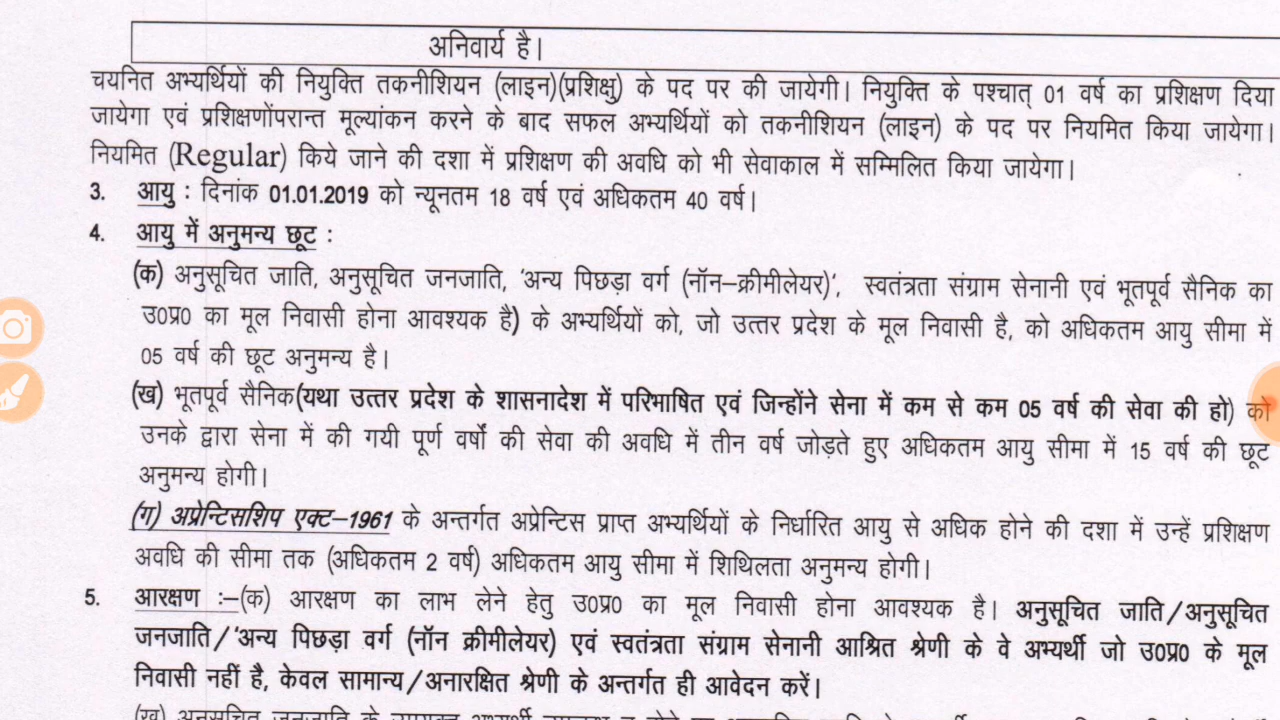 अनिवार्य है।
चयनित अभ्यर्थियों की नियुक्ति तकनीशियन (लाइन)(प्रशिक्षु) के पद पर की जायेगी। नियुक्ति के पश्चात् 01 वर्ष का प्रशिक्षण दिया
जायेगा एवं प्रशिक्षणोंपरान्त मूल्यांकन करने के बाद सफल अभ्यर्थियों को तकनीशियन (लाइन) के पद पर नियमित किया जायेगा।
नियमित (Regular) किये जाने की दशा में प्रशिक्षण की अवधि को भी सेवाकाल में सम्मिलित किया जायेगा।
3. आयु : दिनांक 01.01.2019 को न्यूनतम 18 वर्ष एवं अधिकतम 40 वर्ष।
4. आयु में अनुमन्य छूट :
(क) अनुसूचित जाति, अनुसूचित जनजाति, 'अन्य पिछड़ा वर्ग (नॉन–क्रीमीलेयर)', स्वतंत्रता संग्राम सेनानी एवं भूतपूर्व सैनिक का
उ0प्र0 का मूल निवासी होना आवश्यक है) के अभ्यर्थियों को, जो उत्तर प्रदेश के मूल निवासी है, को अधिकतम आयु सीमा में
05 वर्ष की छूट अनुमन्य है।
(ख) भूतपूर्व सैनिक(यथा उत्तर प्रदेश के शासनादेश में परिभाषित एवं जिन्होंने सेना में कम से कम 05 वर्ष की सेवा की हो) को
उनके द्वारा सेना में की गयी पूर्ण वर्षों की सेवा की अवधि में तीन वर्ष जोड़ते हुए अधिकतम आयु सीमा में 15 वर्ष की छूट
अनुमन्य होगी।
(ग) अप्रेन्टिसशिप एक्ट–1961 के अन्तर्गत अप्रेन्टिस प्राप्त अभ्यर्थियों के निर्धारित आयु से अधिक होने की दशा में उन्हें प्रशिक्षण
अवधि की सीमा तक (अधिकतम 2 वर्ष) अधिकतम आयु सीमा में शिथिलता अनुमन्य होगी।
5. आरक्षण :–(क) आरक्षण का लाभ लेने हेतु उ0प्र0 का मूल निवासी होना आवश्यक है। अनुसूचित जाति/अनुसूचित
जनजाति/'अन्य पिछड़ा वर्ग (नॉन क्रीमीलेयर) एवं स्वतंत्रता संग्राम सेनानी आश्रित श्रेणी के वे अभ्यर्थी जो उ0प्र0 के मूल
निवासी नहीं है, केवल सामान्य/अनारक्षित श्रेणी के अन्तर्गत ही आवेदन करें।
(ख) अनुसूचित जनजाति के